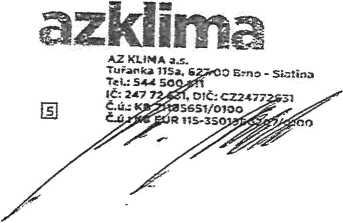 azklima
AZ KLIMA a.s.
Tuřanka 115a, 627 00 Brno - Slatina
Tel.: 544 500 811
IČ: 247 72 631, DIČ: CZ24772631
5
Č.ú.: KB
Č.ú.: KB EUR